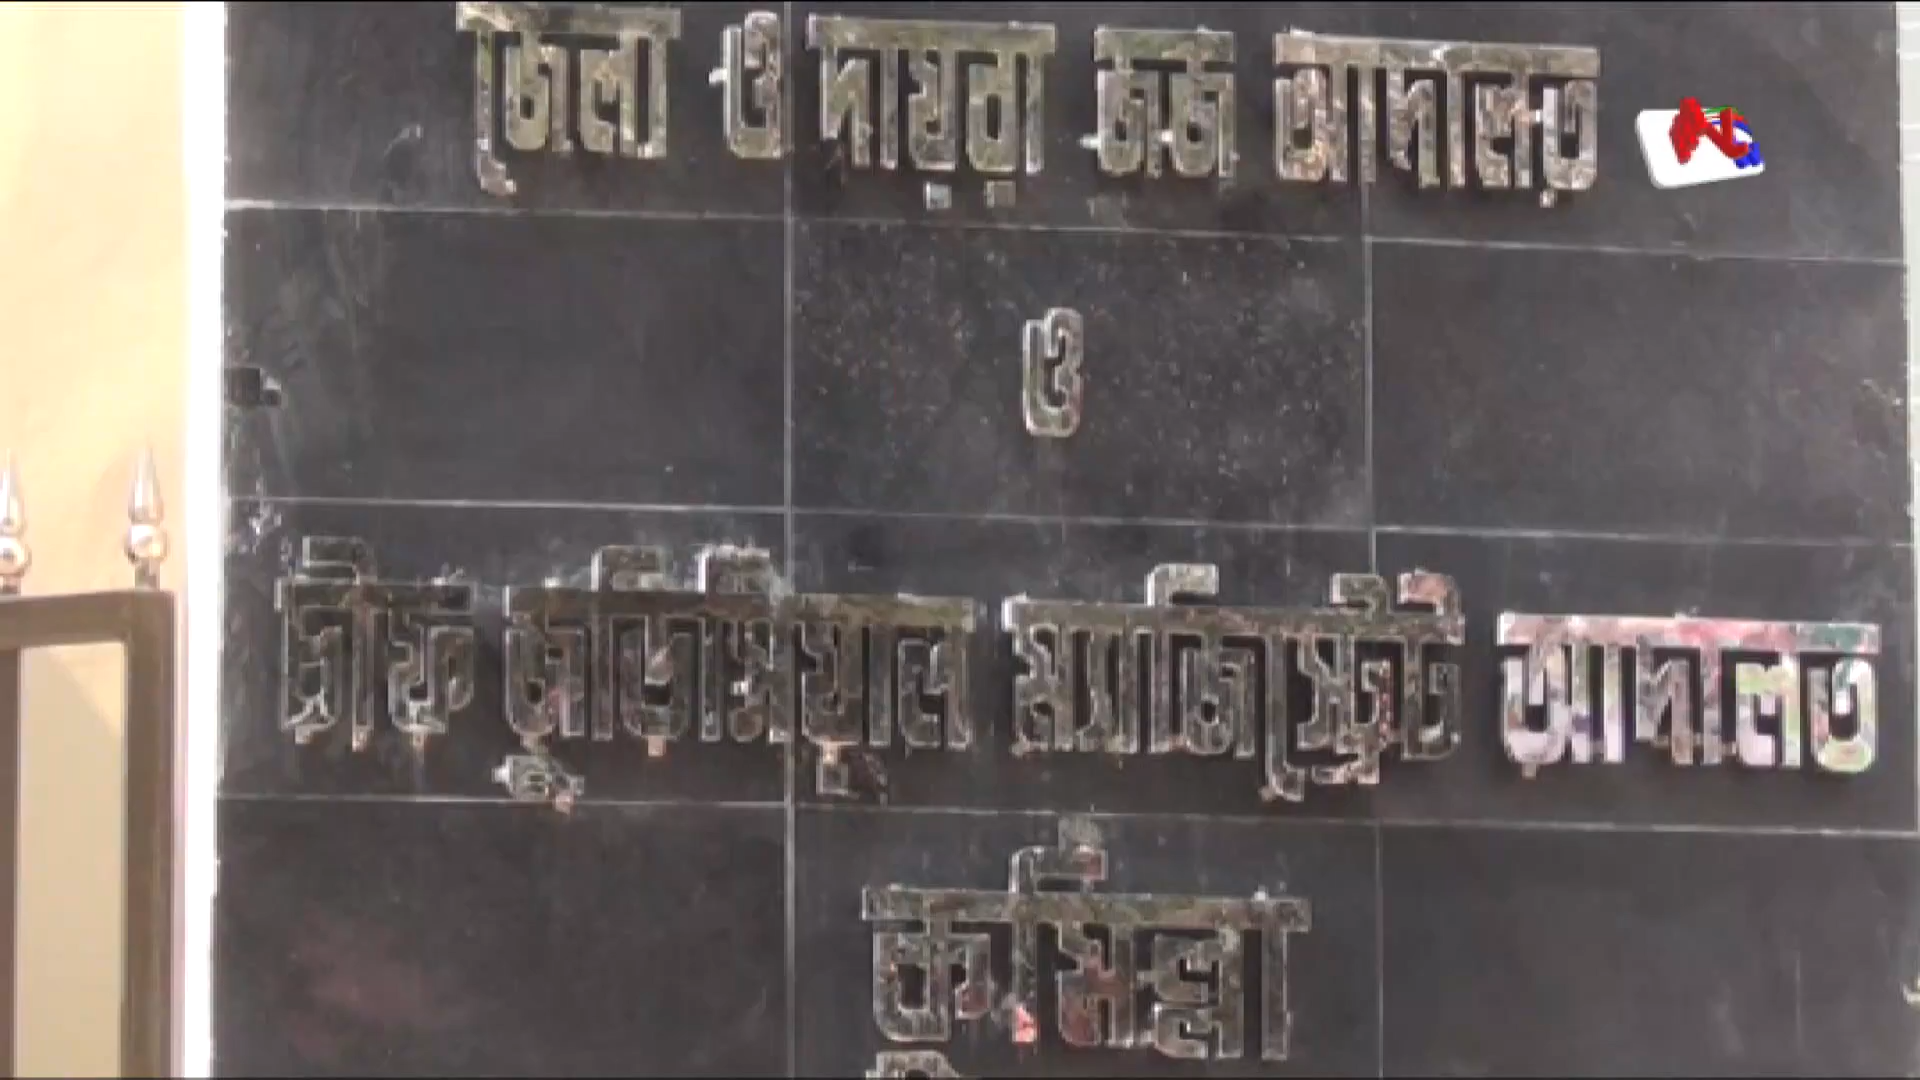 জেলা ও দায়রা জজ আদালত
ও
চীফ জুডিসিয়াল ম্যাজিস্ট্রেট আদালত
কুমিল্লা